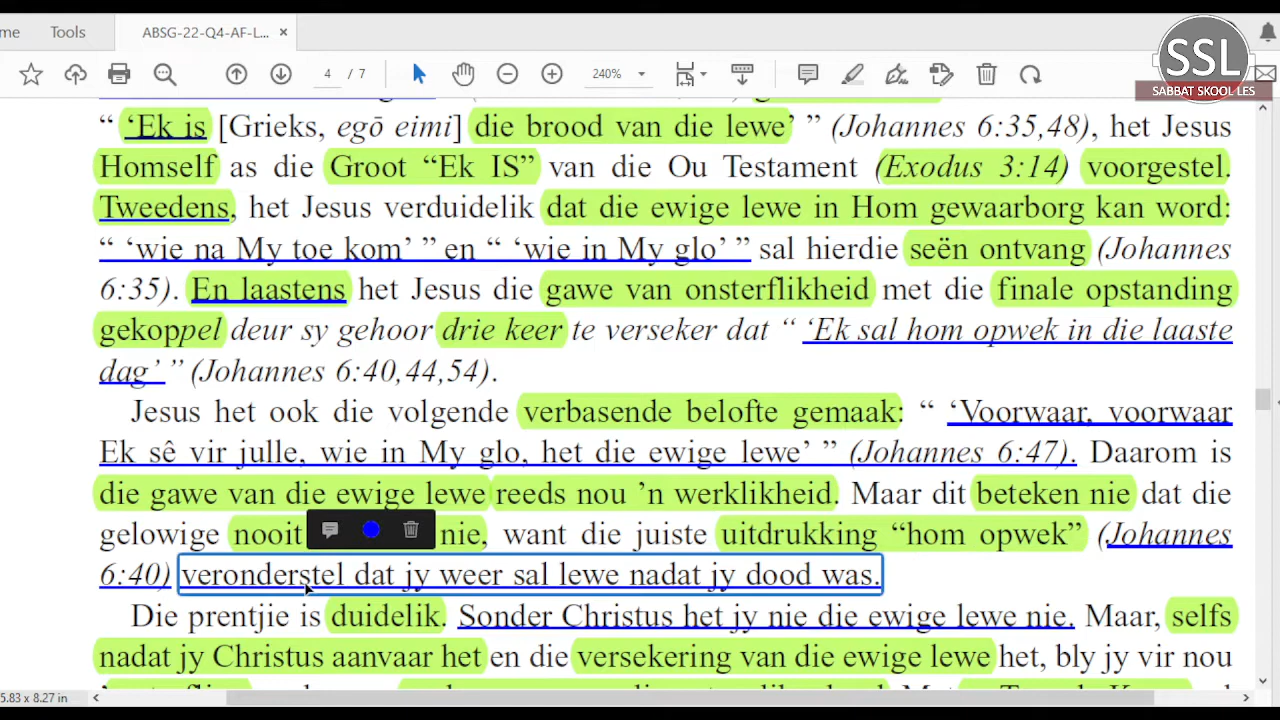 me Tools ABSG-22-Q4-AF-L... ×
4 / 7 240%
SSL
SABBAT SKOOL LES
“ ‘Ek is [Grieks, egō eimi] die brood van die lewe’ ” (Johannes 6:35,48), het Jesus
Homself as die Groot “Ek IS” van die Ou Testament (Exodus 3:14) voorgestel.
Tweedens, het Jesus verduidelik dat die ewige lewe in Hom gewaarborg kan word:
“ ‘wie na My toe kom’ ” en “ ‘wie in My glo’ ” sal hierdie seën ontvang (Johannes
6:35). En laastens het Jesus die gawe van onsterflikheid met die finale opstanding
gekoppel deur sy gehoor drie keer te verseker dat “ ‘Ek sal hom opwek in die laaste
dag’ ” (Johannes 6:40,44,54).
Jesus het ook die volgende verbasende belofte gemaak: “ ‘Voorwaar, voorwaar
Ek sê vir julle, wie in My glo, het die ewige lewe’ ” (Johannes 6:47). Daarom is
die gawe van die ewige lewe reeds nou ’n werklikheid. Maar dit beteken nie dat die
gelowige nooit nie, want die juiste uitdrukking “hom opwek” (Johannes
6:40) veronderstel dat jy weer sal lewe nadat jy dood was.
Die prentjie is duidelik. Sonder Christus het jy nie die ewige lewe nie. Maar, selfs
nadat jy Christus aanvaar het en die versekering van die ewige lewe het, bly jy vir nou
5.83 x 8.27 in